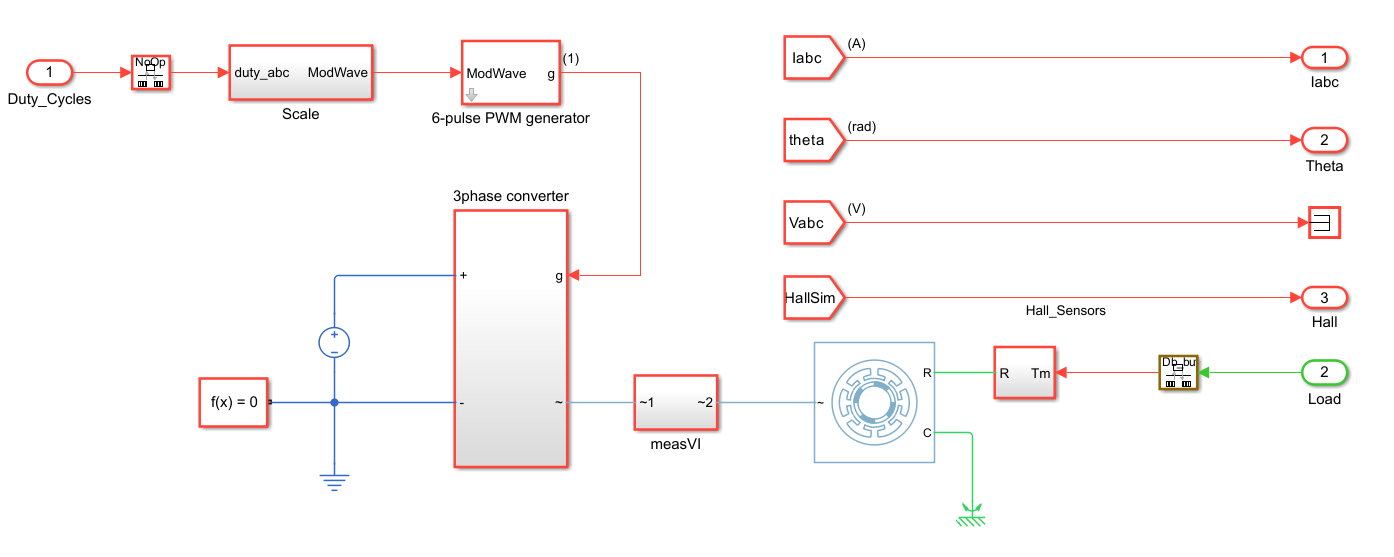 1
Duty_Cycles
NoOp
duty_abc
ModWave
Scale
ModWave
g
(1)
6-pulse PWM generator
Iabc
(A)
1
Iabc
theta
(rad)
2
Theta
Vabc
(V)
HallSim
Hall_Sensors
3
Hall
3phase converter
+
g
-
~
+
−
f(x) = 0
~1
~2
measVI
~
R
C
R
Tm
2
Load